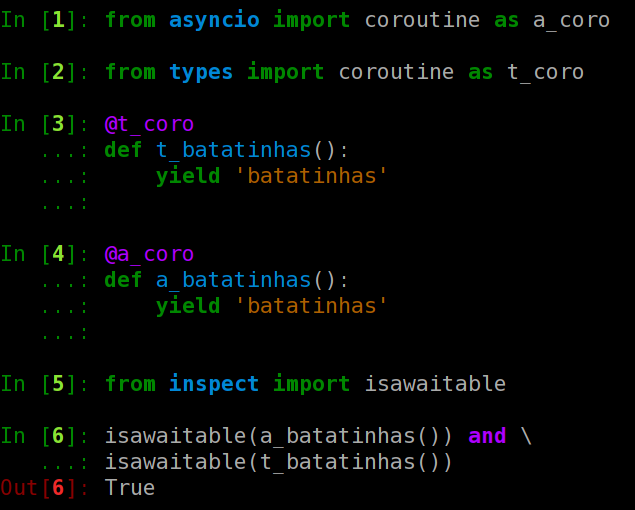 In [1]: from asyncio import coroutine as a_coro
In [2]: from types import coroutine as t_coro
In [3]: @t_coro
   ...: def t_batatinhas():
   ...:     yield 'batatinhas'
   ...:
In [4]: @a_coro
   ...: def a_batatinhas():
   ...:     yield 'batatinhas'
   ...:
In [5]: from inspect import isawaitable
In [6]: isawaitable(a_batatinhas()) and \
   ...: isawaitable(t_batatinhas())
Out[6]: True